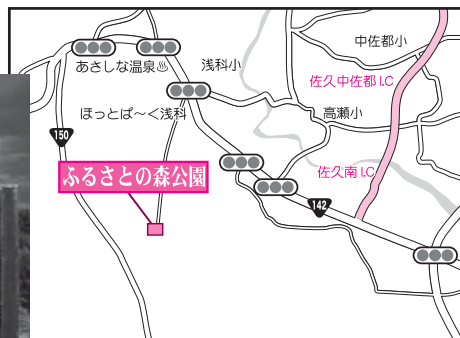 中佐都小
あさしな温泉♨
浅科小
佐久中佐都I.C
ほっとぱ〜く浅科
高瀬小
150
ふるさとの森公園
佐久南I.C
142